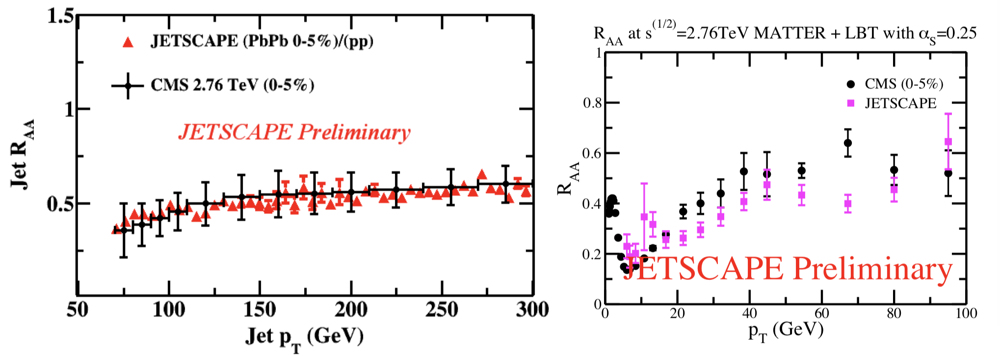 1.5
JETSCAPE (PbPb 0-5%)/(pp)
CMS 2.76 TeV (0-5%)
1
JETSCAPE Preliminary
0.5
Jet R_AA
50 100 150 200 250 300
Jet p_T (GeV)
R_AA at s^(1/2)=2.76TeV MATTER + LBT with α_S=0.25
1
CMS (0-5%)
0.8
JETSCAPE
0.6
0.4
0.2
JETSCAPE Preliminary
0
R_AA
0 20 40 60 80 100
p_T (GeV)